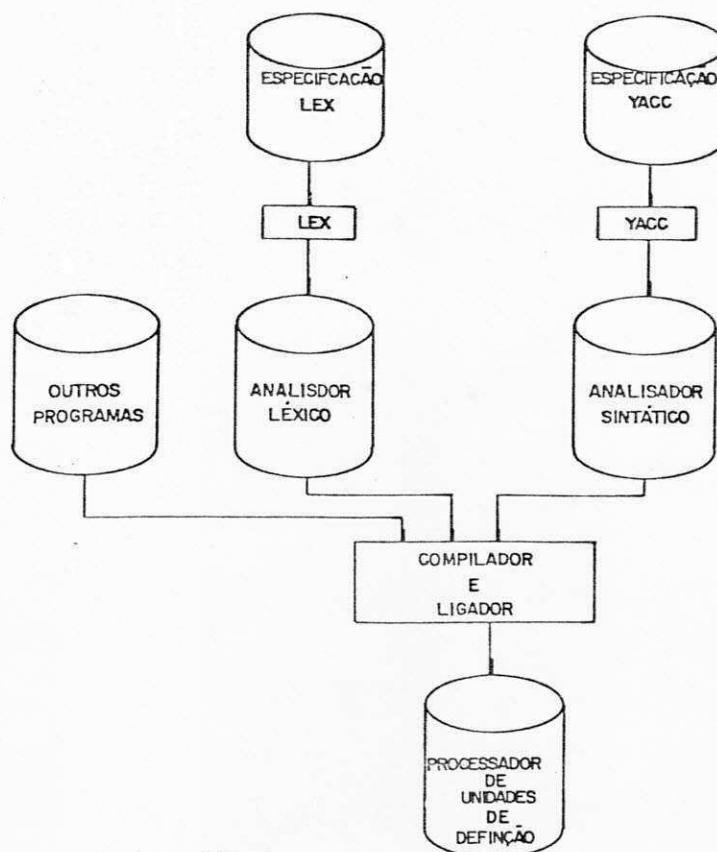 ESPECIFCAÇÃO
LEX
ESPECIFICAÇÃO
YACC
LEX
YACC
OUTROS
PROGRAMAS
ANALISDOR
LÉXICO
ANALISADOR
SINTÁTICO
COMPILADOR
E
LIGADOR
PROCESSADOR
DE
UNIDADES
DE
DEFINÇÃO